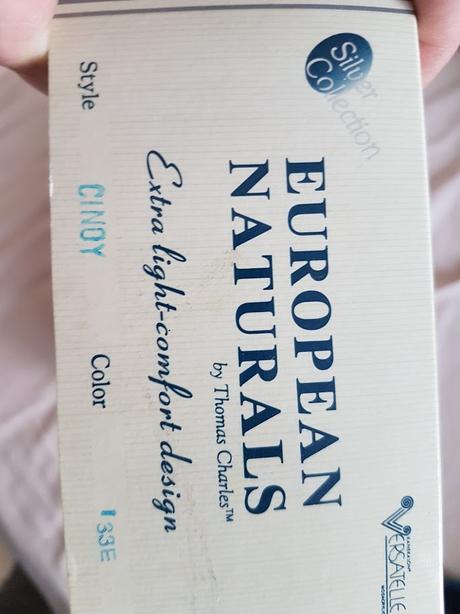 Silver
Collection
VERSATELLE
EUROPEAN
NATURALS
by Thomas Charles™
Extra light-comfort design
Style CINDY Color 133E